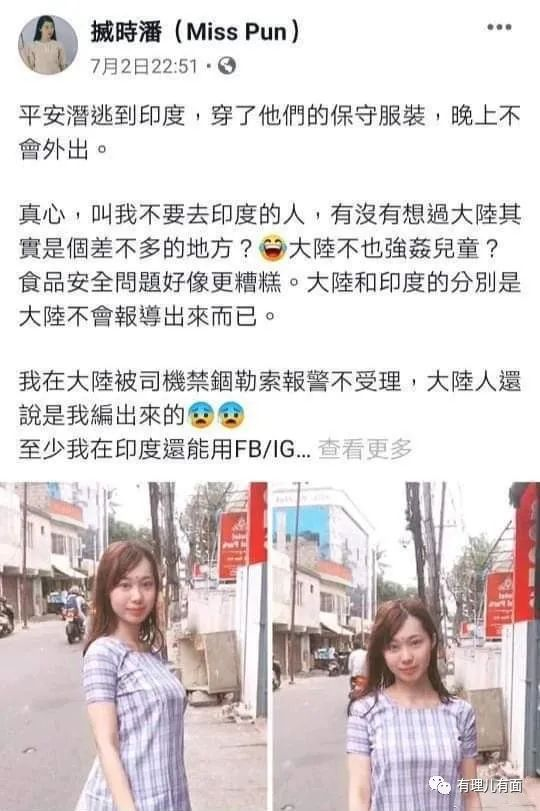 搣時潘（Miss Pun）
7月2日22:51
平安潛逃到印度，穿了他們的保守服裝，晚上不
會外出。
真心，叫我不要去印度的人，有沒有想過大陸其
實是個差不多的地方？😂大陸不也強姦兒童？
食品安全問題好像更糟糕。大陸和印度的分別是
大陸不會報導出來而已。
我在大陸被司機禁錮勒索報警不受理，大陸人還
說是我編出來的😰😰
至少我在印度還能用FB/IG... 查看更多
有理儿有面